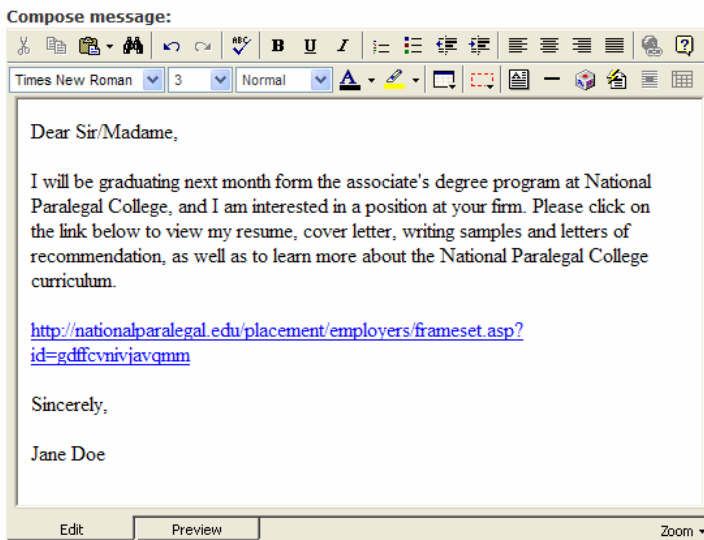 Compose message:
ABC B U I
Times New Roman 3 Normal A
Dear Sir/Madame,
I will be graduating next month form the associate's degree program at National
Paralegal College, and I am interested in a position at your firm. Please click on
the link below to view my resume, cover letter, writing samples and letters of
recommendation, as well as to learn more about the National Paralegal College
curriculum.
http://nationalparalegal.edu/placement/employers/frameset.asp?
id=gdffcvnivjavqmm
Sincerely,
Jane Doe
Edit Preview Zoom